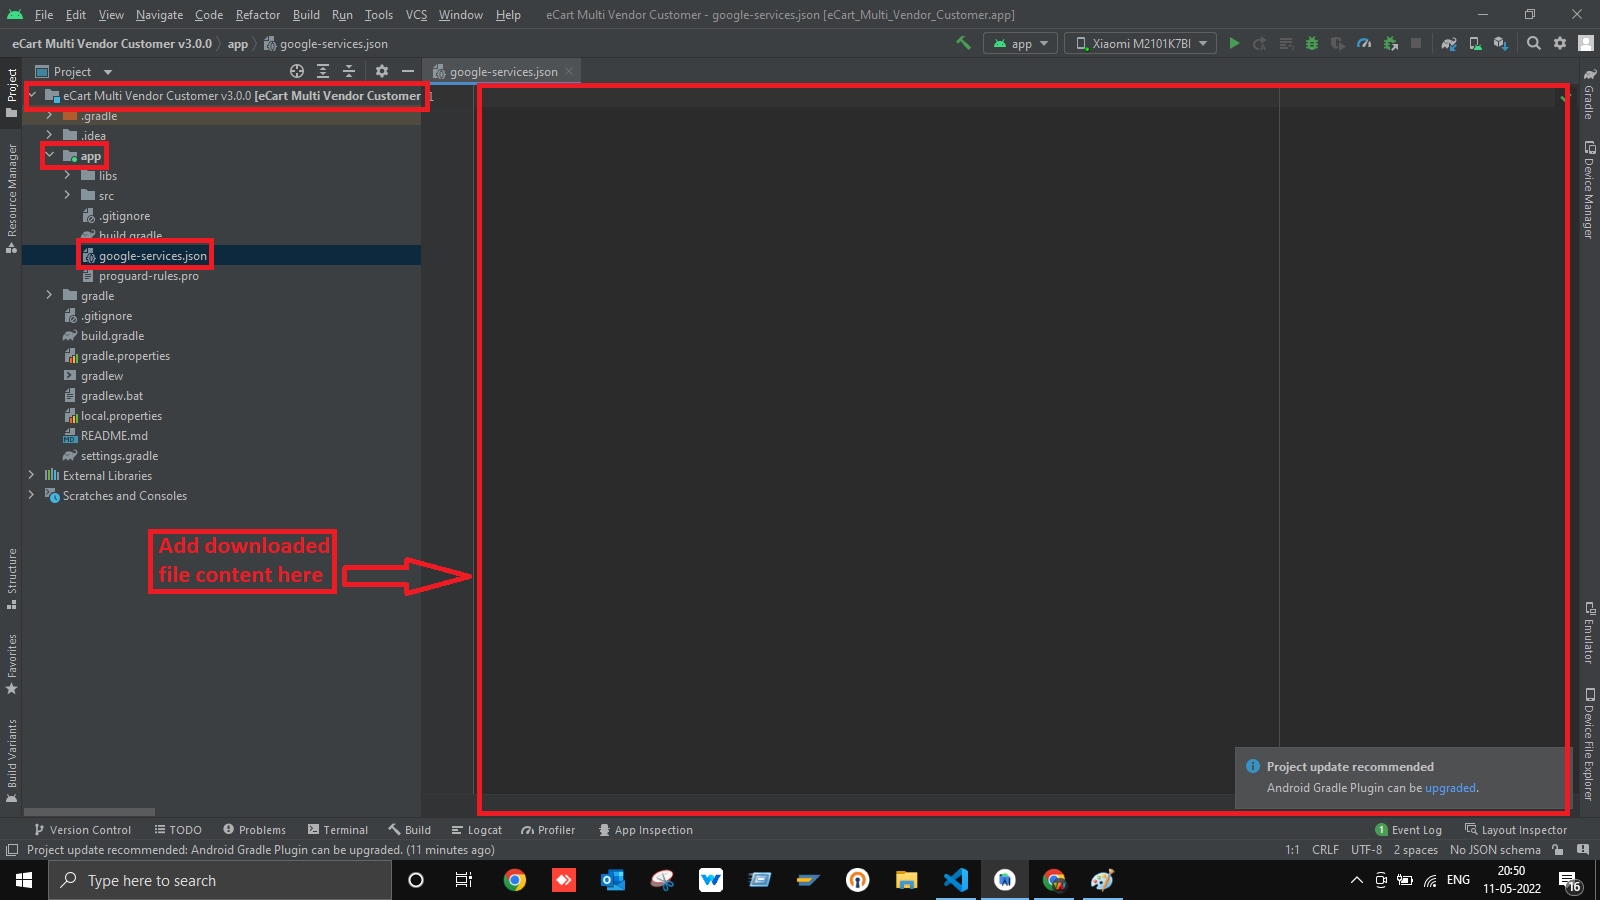 File Edit View Navigate Code Refactor Build Run Tools VCS Window Help eCart Multi Vendor Customer - google-services.json [eCart_Multi_Vendor_Customer.app]
eCart Multi Vendor Customer v3.0.0 app google-services.json app Xiaomi M2101K7BI
Project
google-services.json
eCart Multi Vendor Customer v3.0.0 [eCart Multi Vendor Customer
1
.gradle
.idea
app
libs
src
.gitignore
build.gradle
google-services.json
proguard-rules.pro
gradle
.gitignore
build.gradle
gradle.properties
gradlew
gradlew.bat
local.properties
README.md
settings.gradle
External Libraries
Scratches and Consoles
Add downloaded
file content here
Project
Resource Manager
Structure
Favorites
Build Variants
Gradle
Device Manager
Emulator
Device File Explorer
Project update recommended
Android Gradle Plugin can be upgraded.
Version Control TODO Problems Terminal Build Logcat Profiler App Inspection 1 Event Log Layout Inspector
Project update recommended: Android Gradle Plugin can be upgraded. (11 minutes ago) 1:1 CRLF UTF-8 2 spaces No JSON schema
Type here to search
ENG
20:50
11-05-2022
16